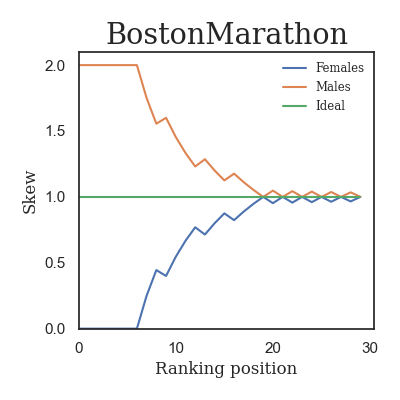 BostonMarathon
2.0
1.5
1.0
0.5
0.0
Skew
Females
Males
Ideal
0 10 20 30
Ranking position